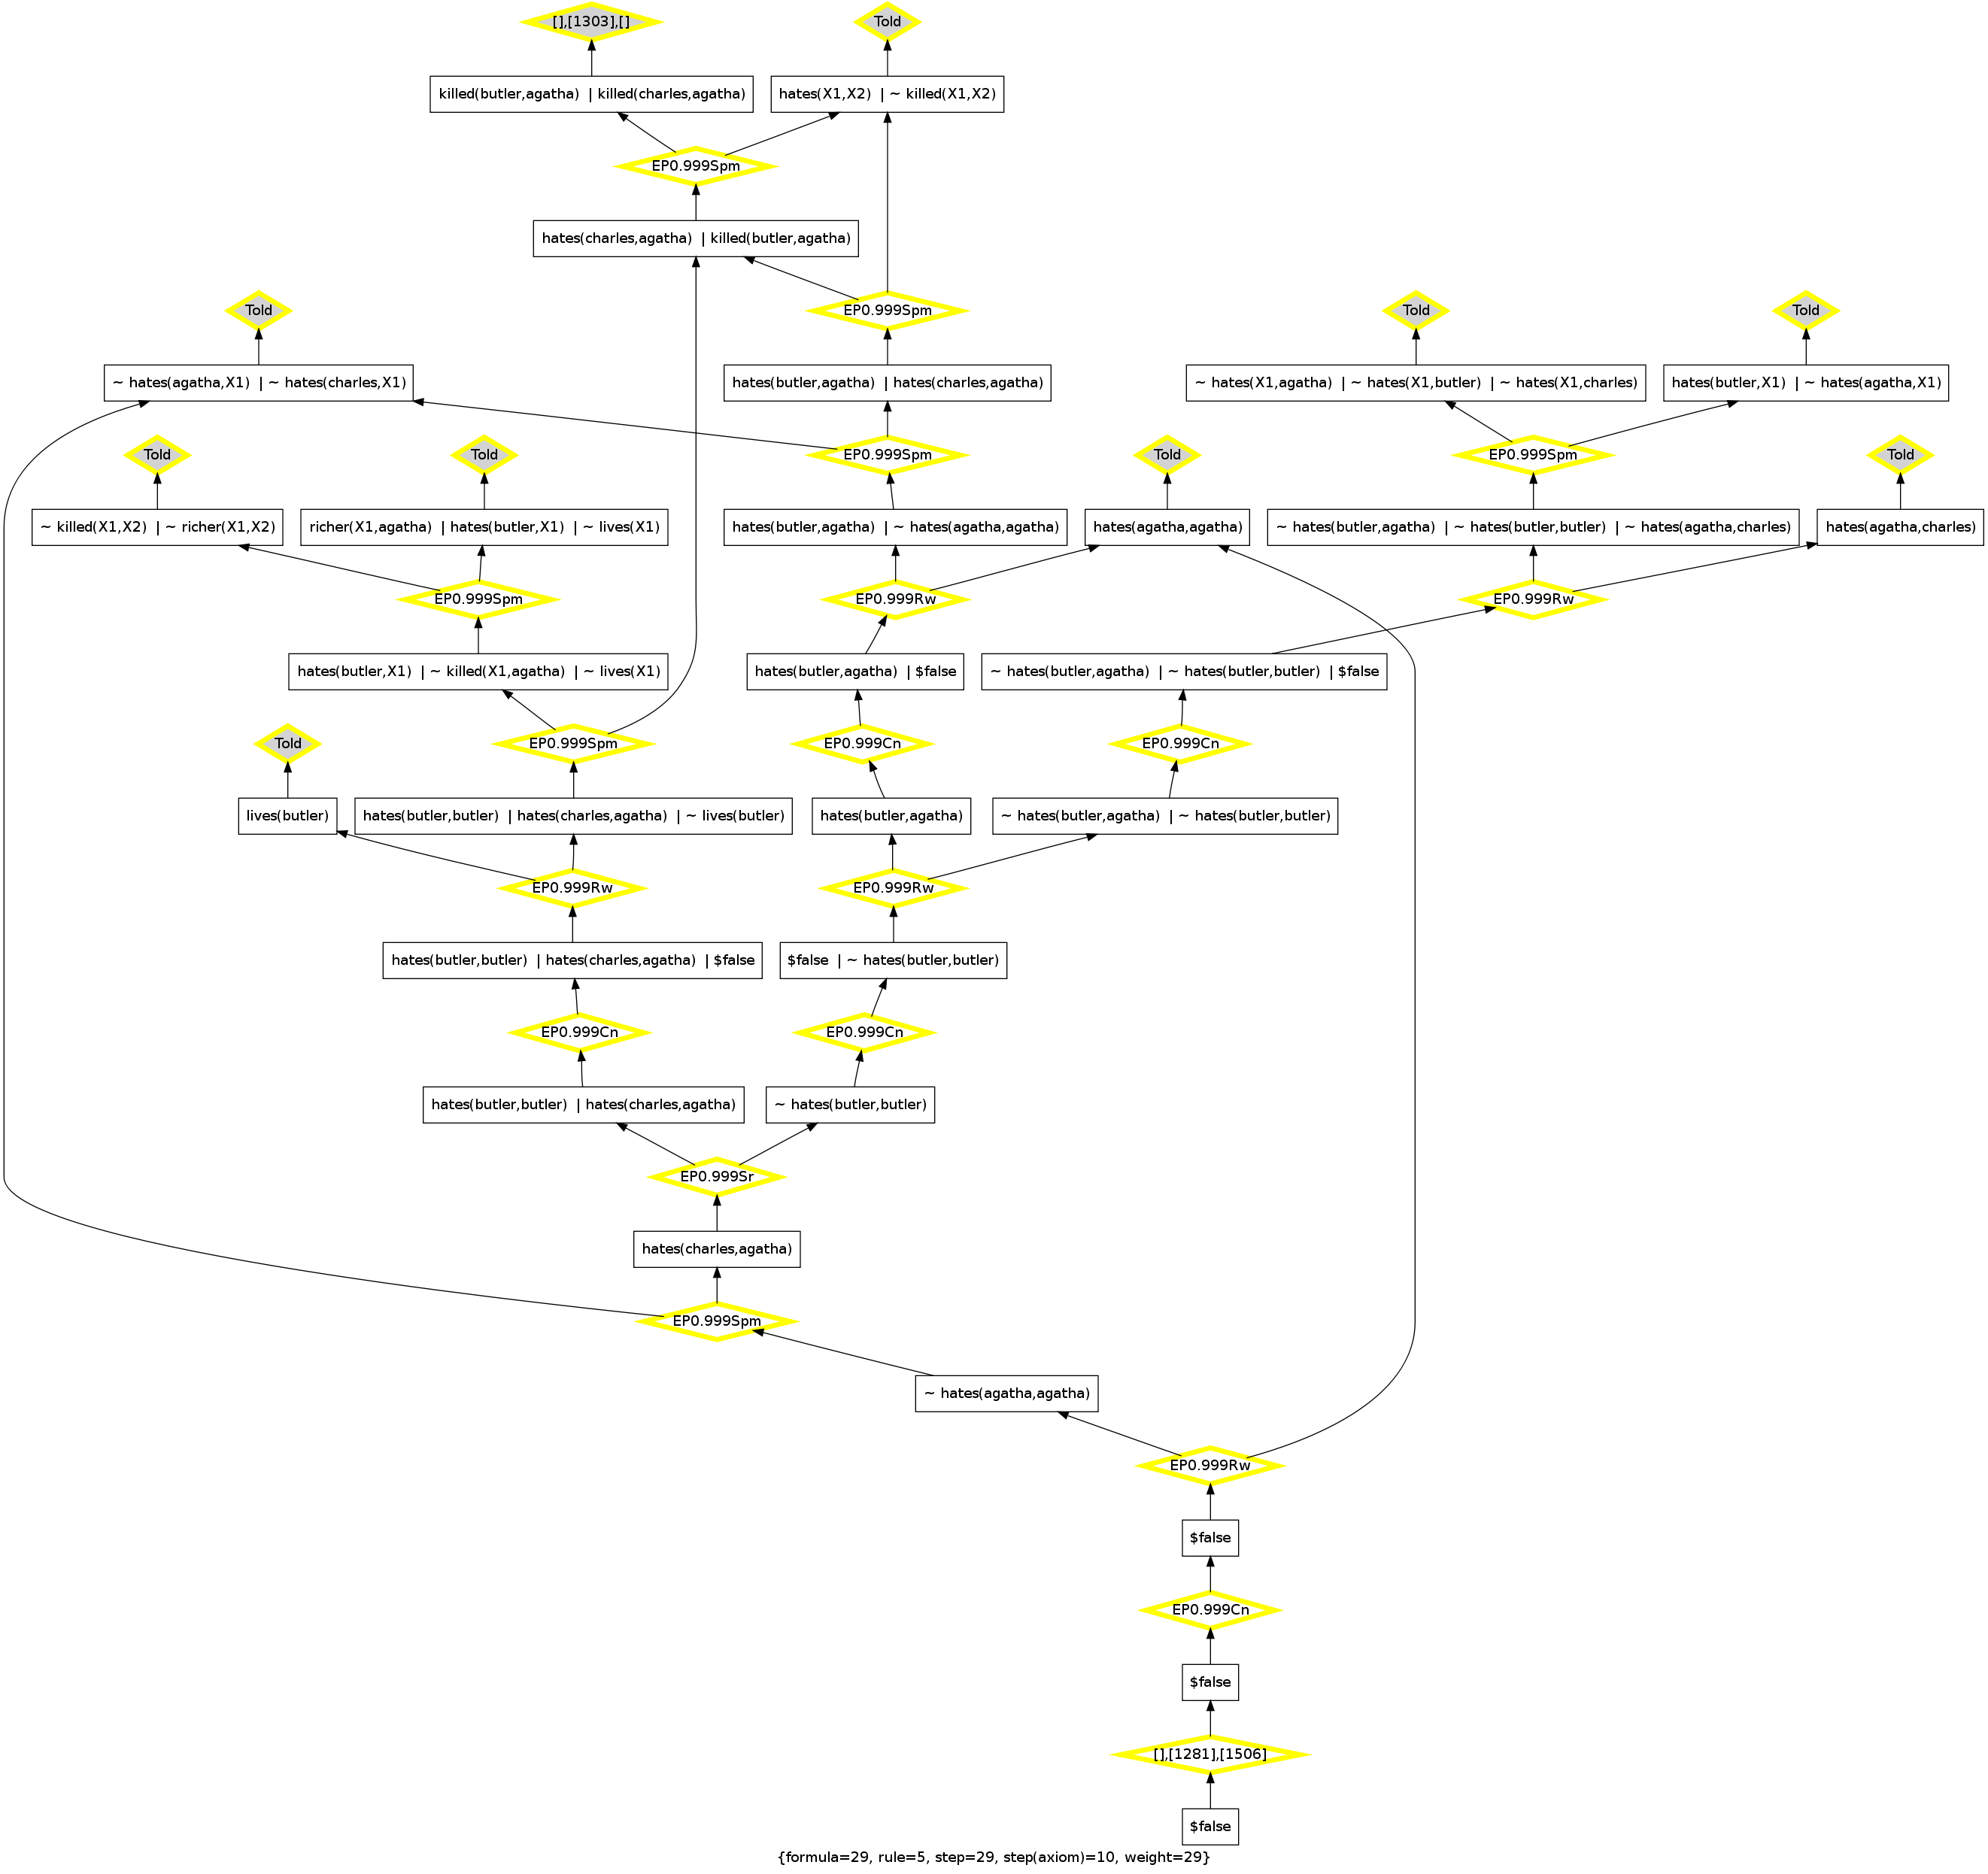 [],[1303],[]
Told
killed(butler,agatha) | killed(charles,agatha)
hates(X1,X2) | ~ killed(X1,X2)
EP0.999Spm
hates(charles,agatha) | killed(butler,agatha)
Told
EP0.999Spm
Told
Told
~ hates(agatha,X1) | ~ hates(charles,X1)
hates(butler,agatha) | hates(charles,agatha)
~ hates(X1,agatha) | ~ hates(X1,butler) | ~ hates(X1,charles)
hates(butler,X1) | ~ hates(agatha,X1)
Told
Told
EP0.999Spm
Told
EP0.999Spm
Told
~ killed(X1,X2) | ~ richer(X1,X2)
richer(X1,agatha) | hates(butler,X1) | ~ lives(X1)
hates(butler,agatha) | ~ hates(agatha,agatha)
hates(agatha,agatha)
~ hates(butler,agatha) | ~ hates(butler,butler) | ~ hates(agatha,charles)
hates(agatha,charles)
EP0.999Spm
EP0.999Rw
EP0.999Rw
hates(butler,X1) | ~ killed(X1,agatha) | ~ lives(X1)
hates(butler,agatha) | $false
~ hates(butler,agatha) | ~ hates(butler,butler) | $false
Told
EP0.999Spm
EP0.999Cn
EP0.999Cn
lives(butler)
hates(butler,butler) | hates(charles,agatha) | ~ lives(butler)
hates(butler,agatha)
~ hates(butler,agatha) | ~ hates(butler,butler)
EP0.999Rw
EP0.999Rw
hates(butler,butler) | hates(charles,agatha) | $false
$false | ~ hates(butler,butler)
EP0.999Cn
EP0.999Cn
hates(butler,butler) | hates(charles,agatha)
~ hates(butler,butler)
EP0.999Sr
hates(charles,agatha)
EP0.999Spm
~ hates(agatha,agatha)
EP0.999Rw
$false
EP0.999Cn
$false
[],[1281],[1506]
$false
{formula=29, rule=5, step=29, step(axiom)=10, weight=29}